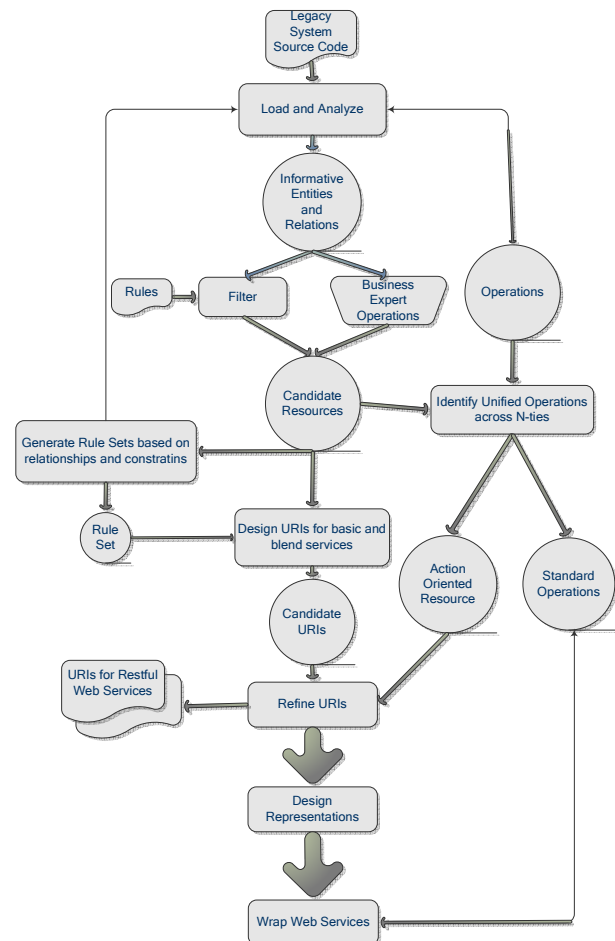 Legacy
System
Source Code
Load and Analyze
Informative
Entities
and
Relations
Rules
Filter
Business
Expert
Operations
Operations
Candidate
Resources
Identify Unified Operations
across N-ties
Generate Rule Sets based on
relationships and constratins
Rule
Set
Design URIs for basic and
blend services
Action
Oriented
Resource
Standard
Operations
Candidate
URIs
URIs for Restful
Web Services
Refine URIs
Design
Representations
Wrap Web Services